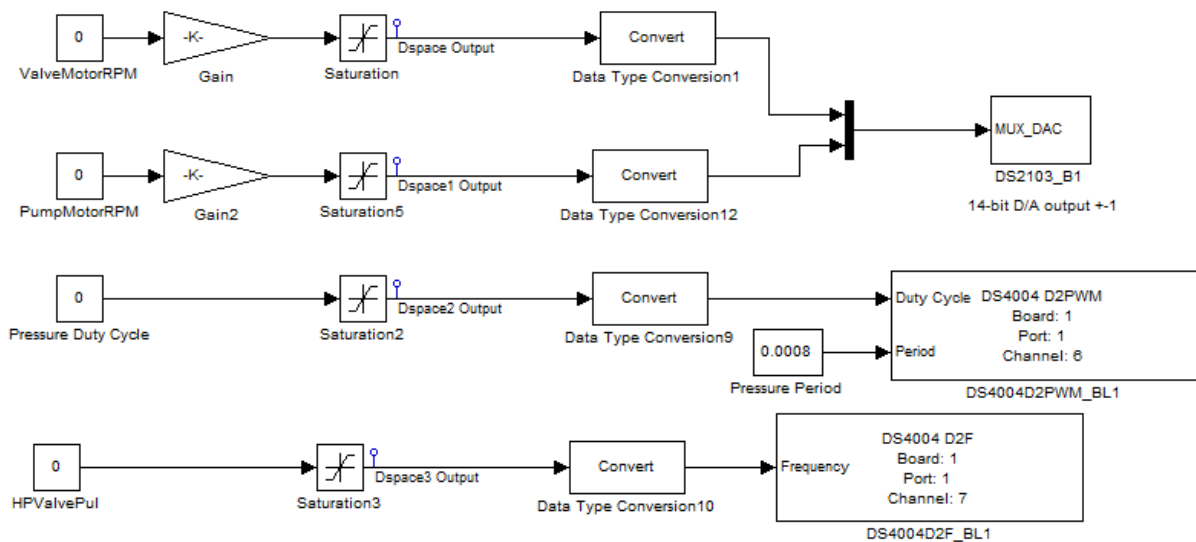 0
ValveMotorRPM
-K-
Gain
Saturation
Dspace Output
Convert
Data Type Conversion1
MUX_DAC
DS2103_B1
14-bit D/A output +-1
0
PumpMotorRPM
-K-
Gain2
Saturation5
Dspace1 Output
Convert
Data Type Conversion12
0
Pressure Duty Cycle
Saturation2
Dspace2 Output
Convert
Data Type Conversion9
0.0008
Pressure Period
Duty Cycle
Period
DS4004 D2PWM
Board: 1
Port: 1
Channel: 6
DS4004D2PWM_BL1
0
HPValvePul
Saturation3
Dspace3 Output
Convert
Data Type Conversion10
Frequency
DS4004 D2F
Board: 1
Port: 1
Channel: 7
DS4004D2F_BL1